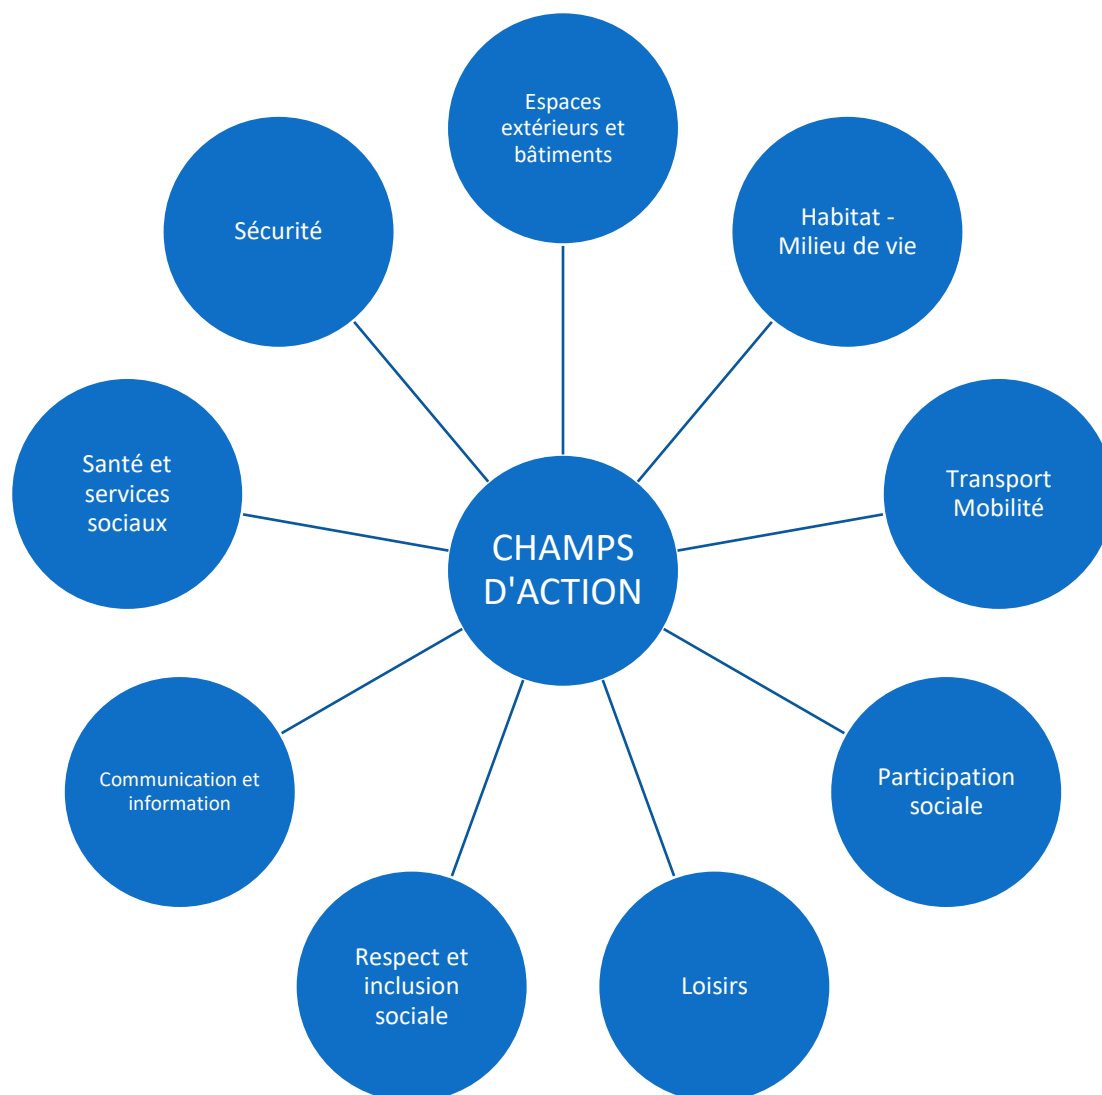 Espaces
extérieurs et
bâtiments
Habitat -
Milieu de vie
Transport
Mobilité
Participation
sociale
Loisirs
Respect et
inclusion
sociale
Communication et
information
Santé et
services
sociaux
Sécurité
CHAMPS
D'ACTION